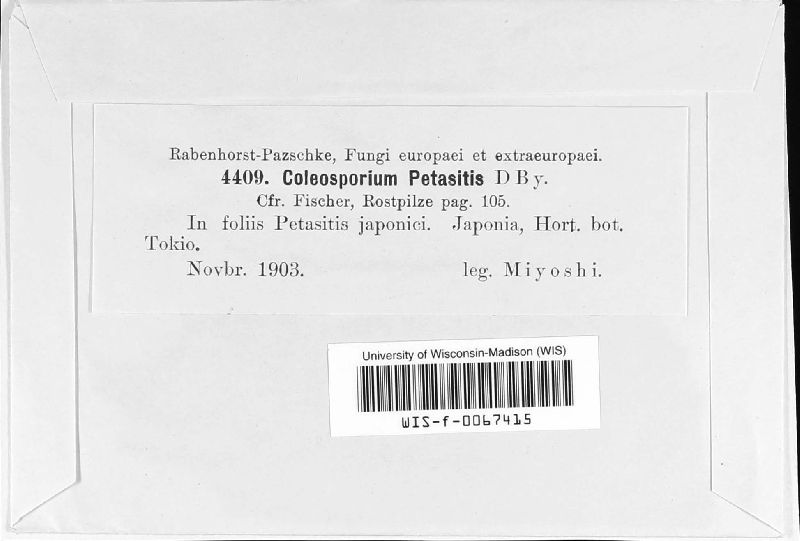 Rabenhorst-Pazschke, Fungi europaei et extraeuropaei.
4409. Coleosporium Petasitis D B y.
Cfr. Fischer, Rostpilze pag. 105.
In foliis Petasitis japonici. Japonia, Hort. bot.
Tokio.
Novbr. 1903. leg. Miyoshi.
University of Wisconsin-Madison (WIS)
WIS-f-0067415